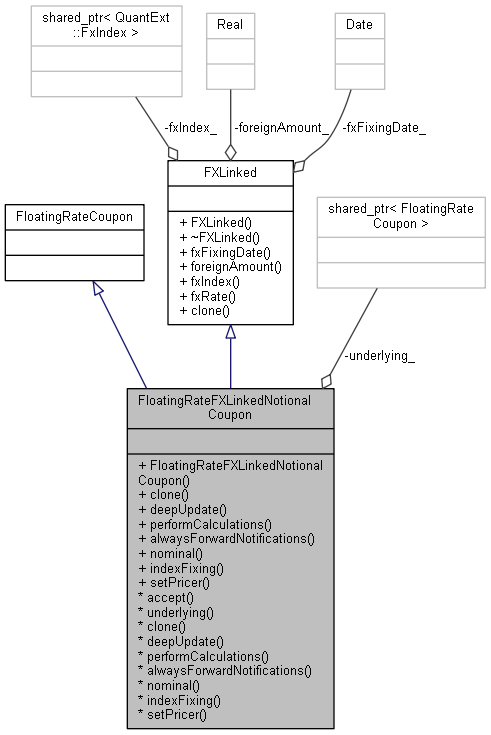 shared_ptr< QuantExt
::FxIndex >
Real
Date
-fxIndex_
-foreignAmount_
-fxFixingDate_
FXLinked
+ FXLinked()
+ ~FXLinked()
+ fxFixingDate()
+ foreignAmount()
+ fxIndex()
+ fxRate()
+ clone()
FloatingRateCoupon
shared_ptr< FloatingRate
Coupon >
-underlying_
FloatingRateFXLinkedNotional
Coupon
+ FloatingRateFXLinkedNotional
Coupon()
+ clone()
+ deepUpdate()
+ performCalculations()
+ alwaysForwardNotifications()
+ nominal()
+ indexFixing()
+ setPricer()
* accept()
* underlying()
* clone()
* deepUpdate()
* performCalculations()
* alwaysForwardNotifications()
* nominal()
* indexFixing()
* setPricer()